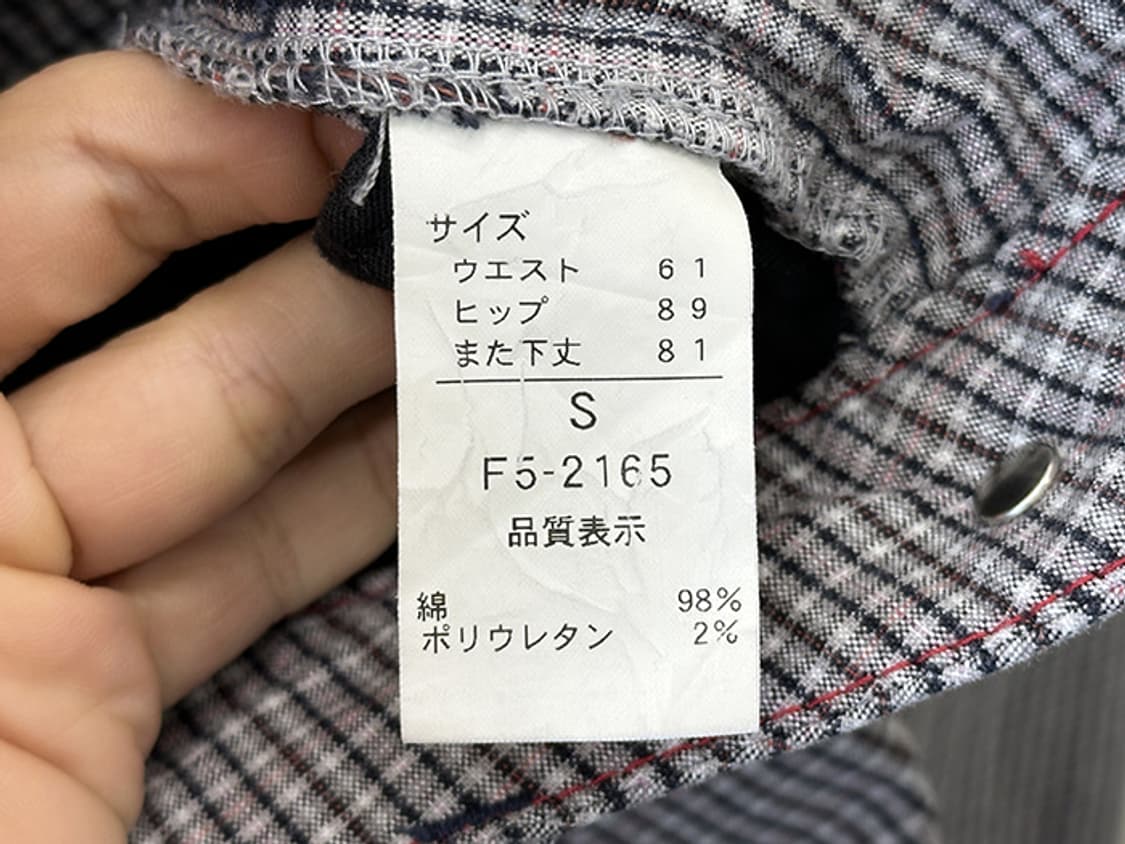 サイズ
ウエスト 61
ヒップ 89
また下丈 81
S
F5-2165
品質表示
綿 98%
ポリウレタン 2%